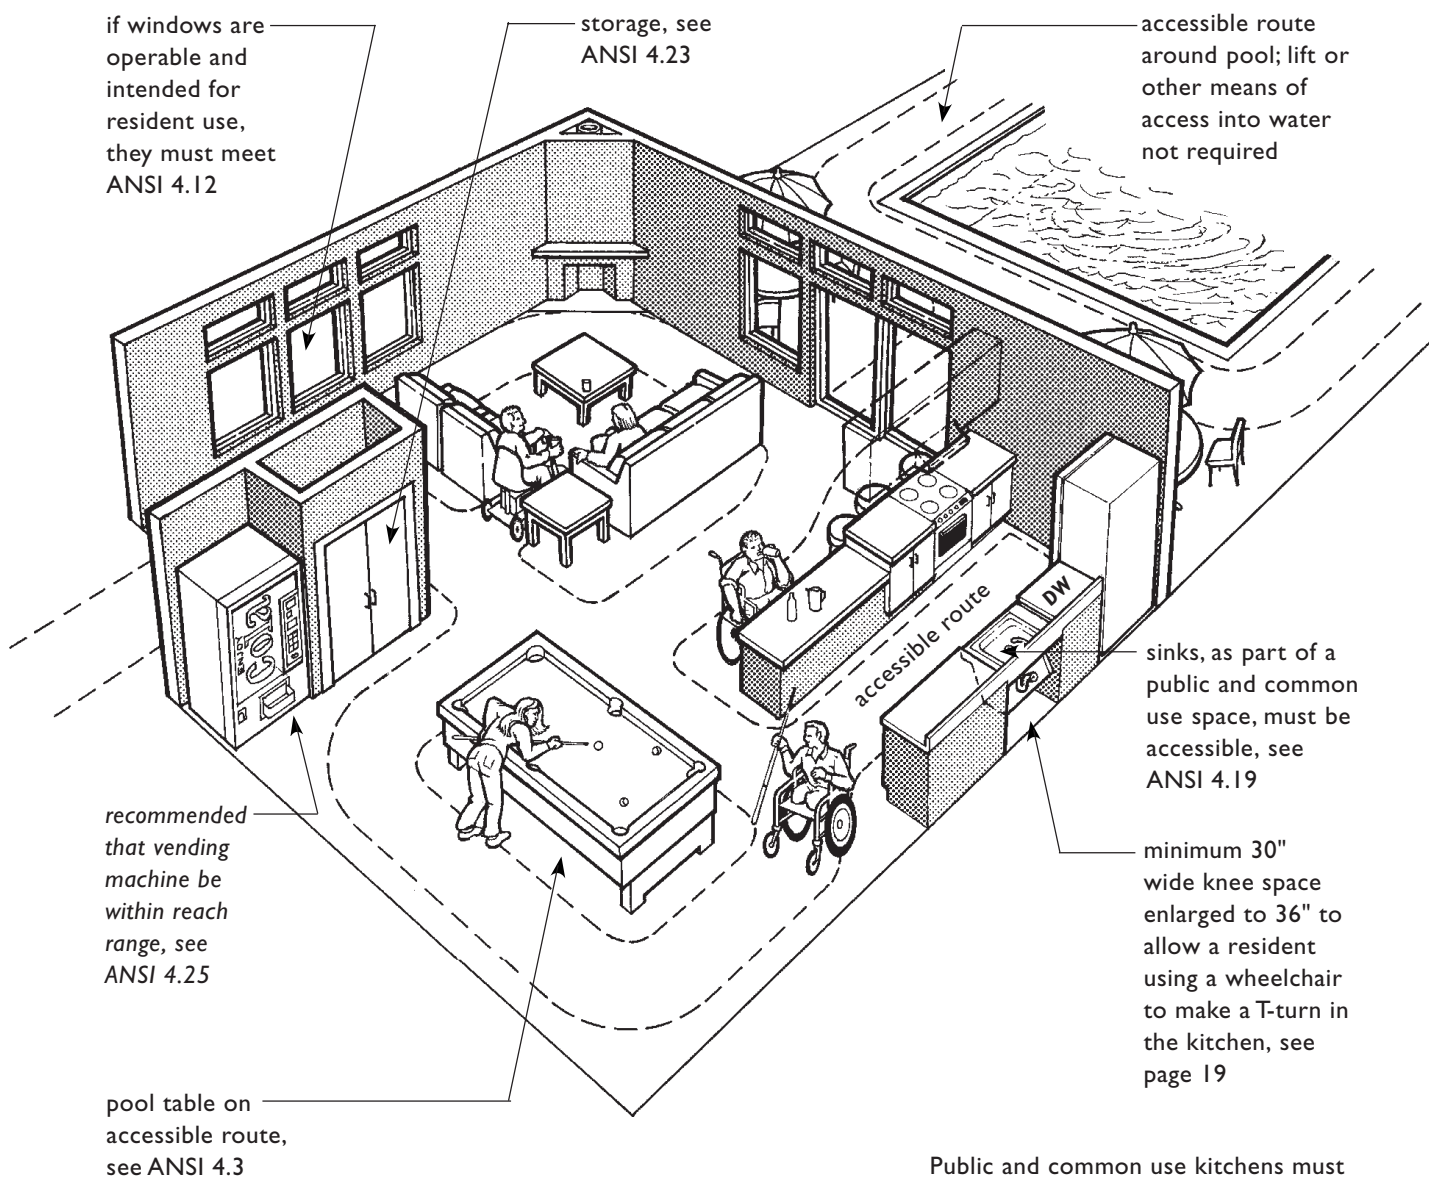 if windows are
operable and
intended for
resident use,
they must meet
ANSI 4.12
storage, see
ANSI 4.23
accessible route
around pool; lift or
other means of
access into water
not required
ENJOY
Cola
DW
accessible route
sinks, as part of a
public and common
use space, must be
accessible, see
ANSI 4.19
recommended
that vending
machine be
within reach
range, see
ANSI 4.25
minimum 30"
wide knee space
enlarged to 36" to
allow a resident
using a wheelchair
to make a T-turn in
the kitchen, see
page 19
pool table on
accessible route,
see ANSI 4.3
Public and common use kitchens must